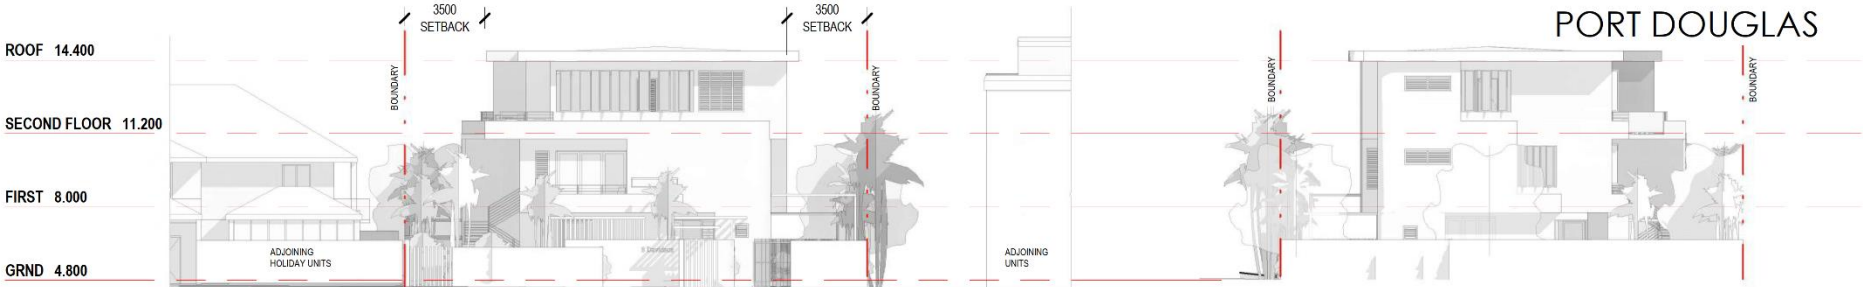 3500
SETBACK
3500
SETBACK
PORT DOUGLAS
ROOF 14.400
BOUNDARY
BOUNDARY
BOUNDARY
BOUNDARY
SECOND FLOOR 11.200
FIRST 8.000
ADJOINING
HOLIDAY UNITS
ADJOINING
UNITS
GRND 4.800